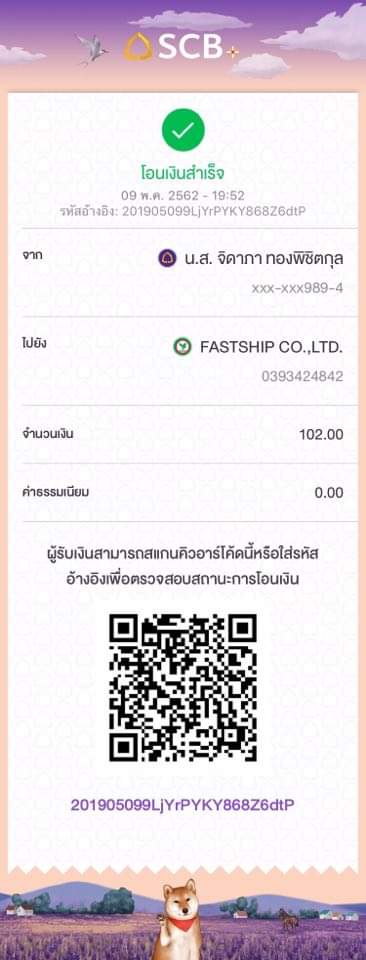 SCB
โอนเงินสำเร็จ
09 พ.ค. 2562 - 19:52
รหัสอ้างอิง: 201905099LjYrPYKY868Z6dtP
จาก
น.ส. จิดาภา ทองพิชิตกุล
xxx-xxx989-4
ไปยัง
FASTSHIP CO.,LTD.
0393424842
จำนวนเงิน 102.00
ค่าธรรมเนียม 0.00
ผู้รับเงินสามารถสแกนคิวอาร์โค้ดนี้หรือใส่รหัส
อ้างอิงเพื่อตรวจสอบสถานะการโอนเงิน
201905099LjYrPYKY868Z6dtP